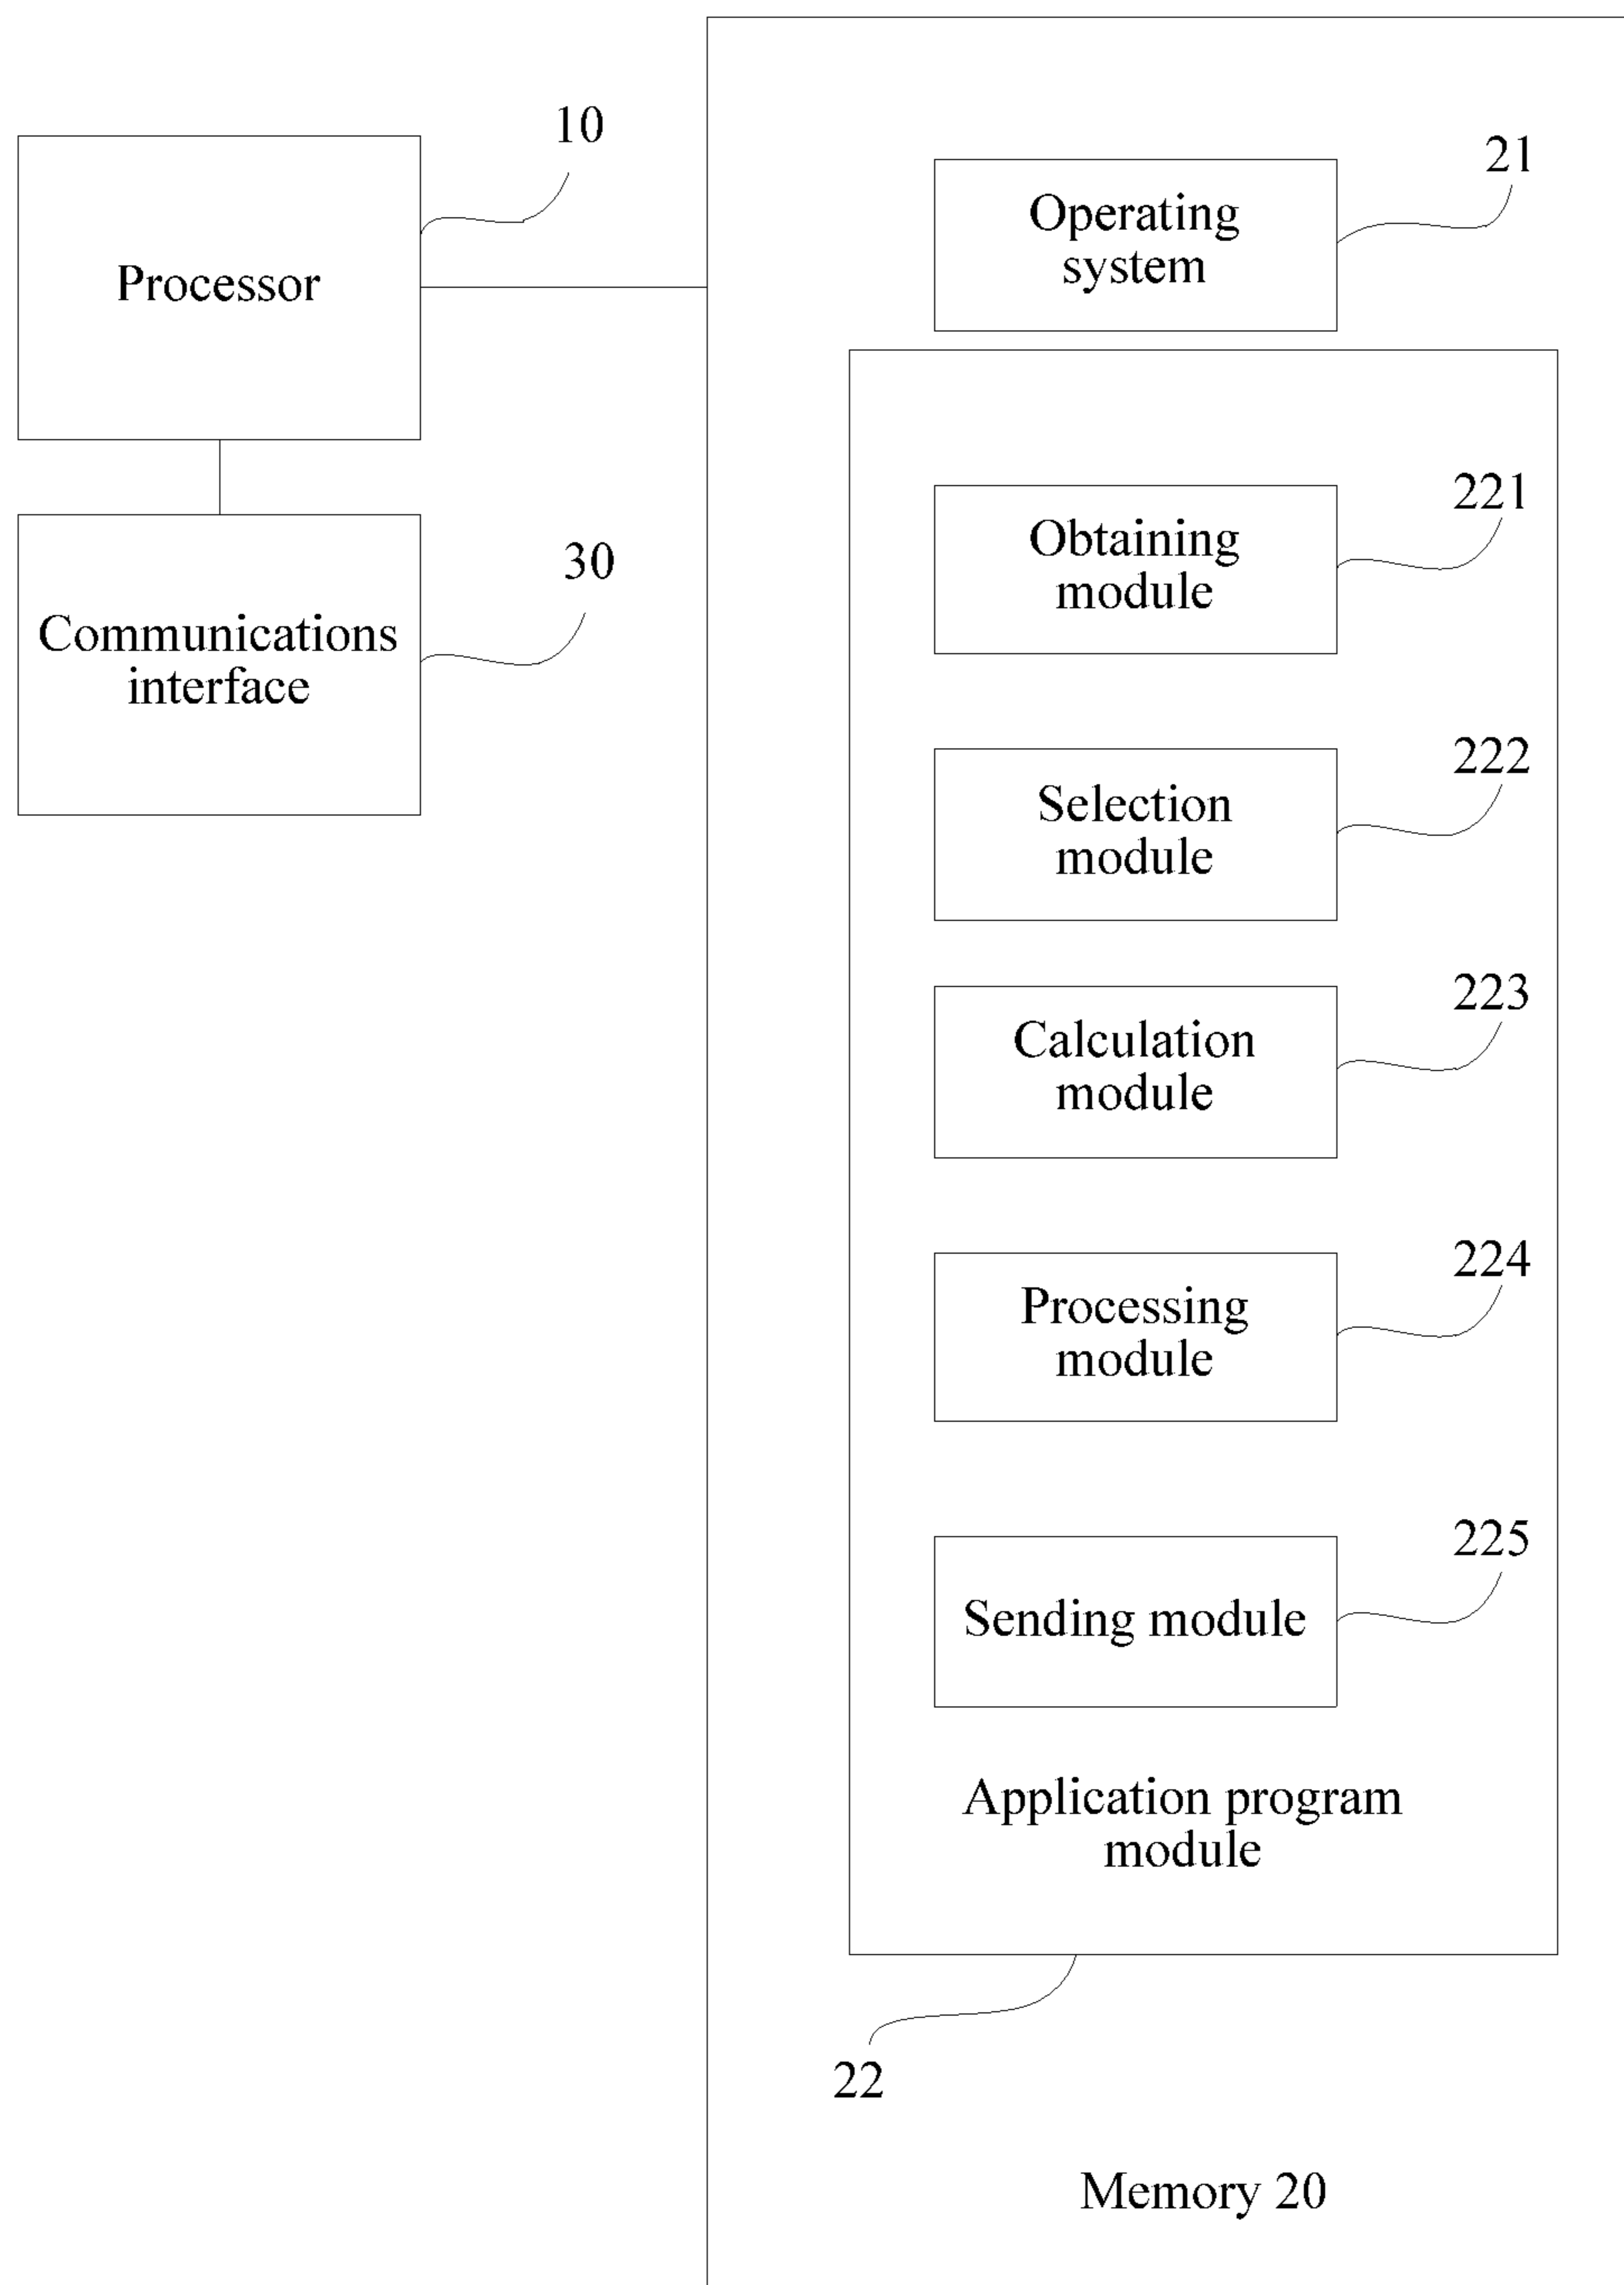 10
Processor
30
Communications
interface
21
Operating
system
221
Obtaining
module
222
Selection
module
223
Calculation
module
224
Processing
module
225
Sending module
Application program
module
22
Memory 20